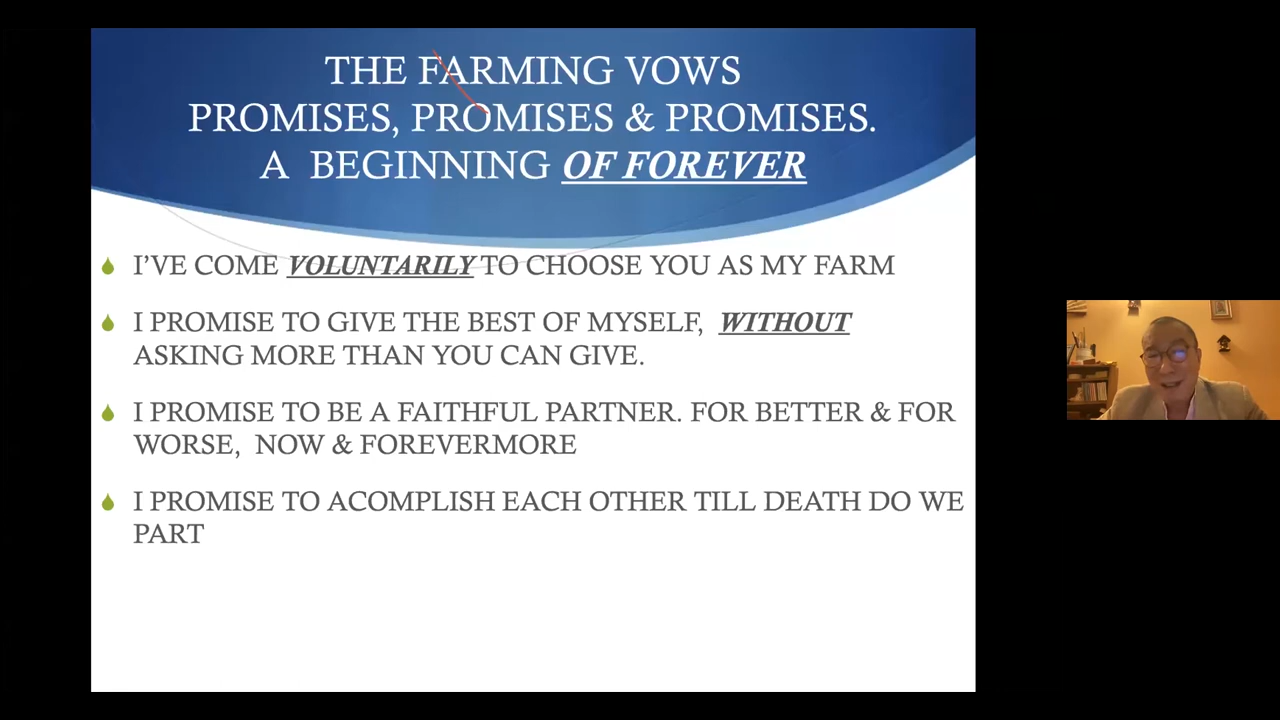 THE FARMING VOWS
PROMISES, PROMISES & PROMISES.
A BEGINNING OF FOREVER
I’VE COME VOLUNTARILY TO CHOOSE YOU AS MY FARM
I PROMISE TO GIVE THE BEST OF MYSELF, WITHOUT
ASKING MORE THAN YOU CAN GIVE.
I PROMISE TO BE A FAITHFUL PARTNER. FOR BETTER & FOR
WORSE, NOW & FOREVERMORE
I PROMISE TO ACOMPLISH EACH OTHER TILL DEATH DO WE
PART